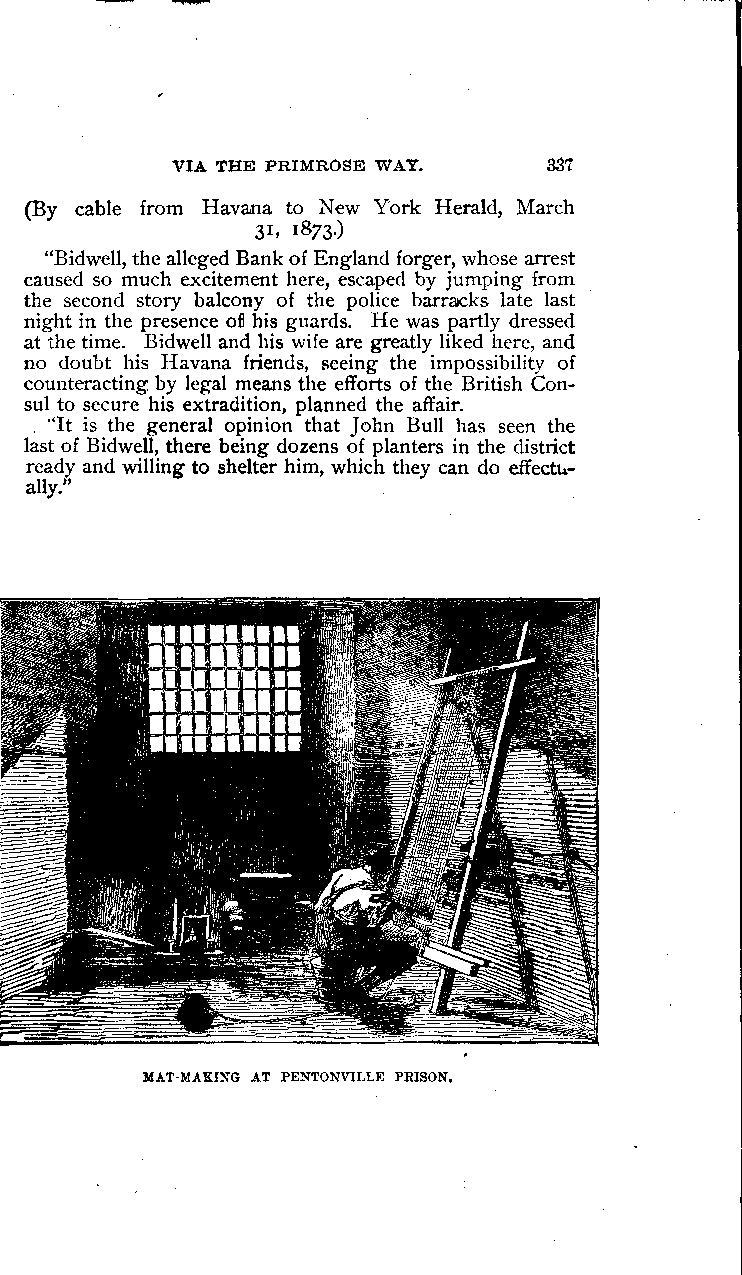 VIA THE PRIMROSE WAY. 337
(By cable from Havana to New York Herald, March
31, 1873.)
"Bidwell, the alleged Bank of England forger, whose arrest
caused so much excitement here, escaped by jumping from
the second story balcony of the police barracks late last
night in the presence of his guards. He was partly dressed
at the time. Bidwell and his wife are greatly liked here, and
no doubt his Havana friends, seeing the impossibility of
counteracting by legal means the efforts of the British Con-
sul to secure his extradition, planned the affair.
"It is the general opinion that John Bull has seen the
last of Bidwell, there being dozens of planters in the district
ready and willing to shelter him, which they can do effectu-
ally."
MAT-MAKING AT PENTONVILLE PRISON.